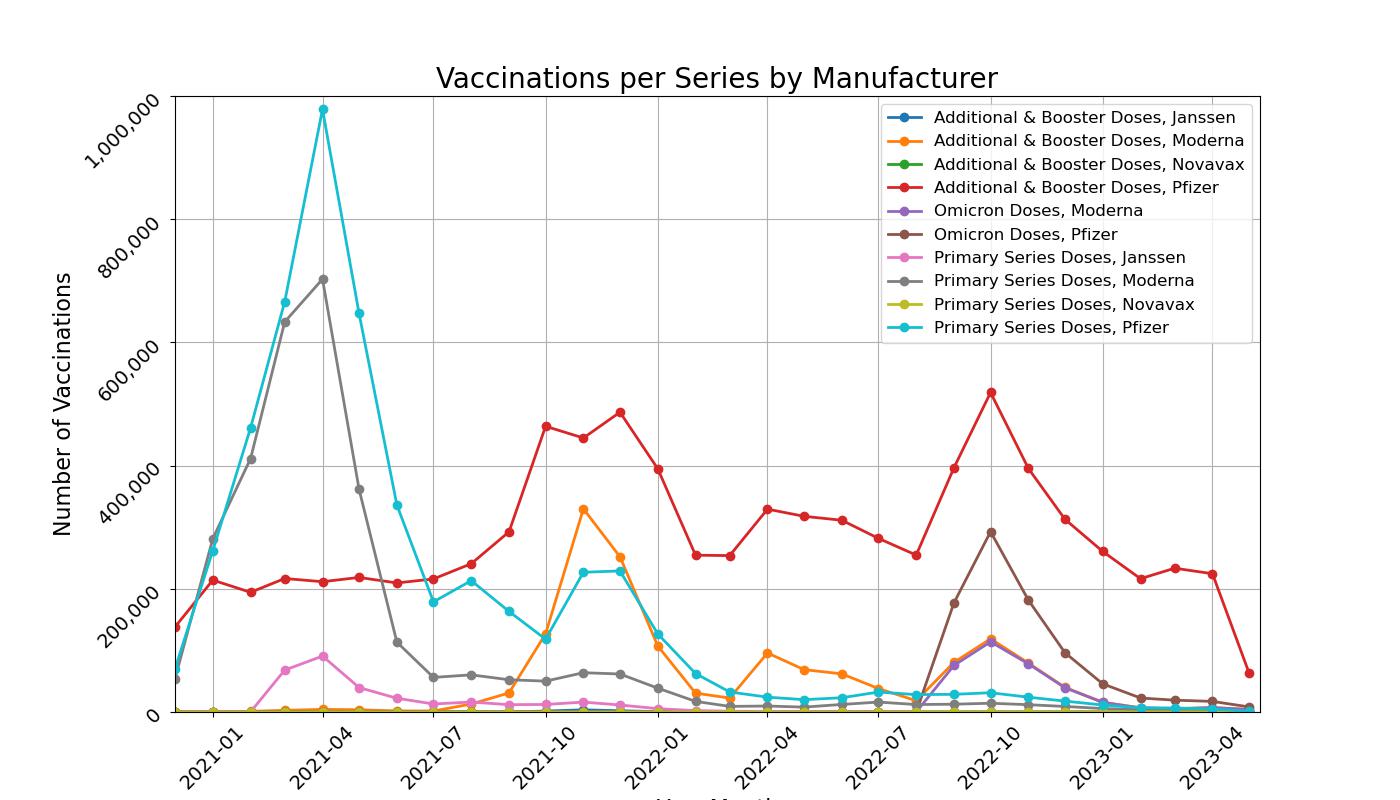 Vaccinations per Series by Manufacturer
Number of Vaccinations
1,000,000
800,000
600,000
400,000
200,000
0
Additional & Booster Doses, Janssen
Additional & Booster Doses, Moderna
Additional & Booster Doses, Novavax
Additional & Booster Doses, Pfizer
Omicron Doses, Moderna
Omicron Doses, Pfizer
Primary Series Doses, Janssen
Primary Series Doses, Moderna
Primary Series Doses, Novavax
Primary Series Doses, Pfizer
2021-01
2021-04
2021-07
2021-10
2022-01
2022-04
2022-07
2022-10
2023-01
2023-04